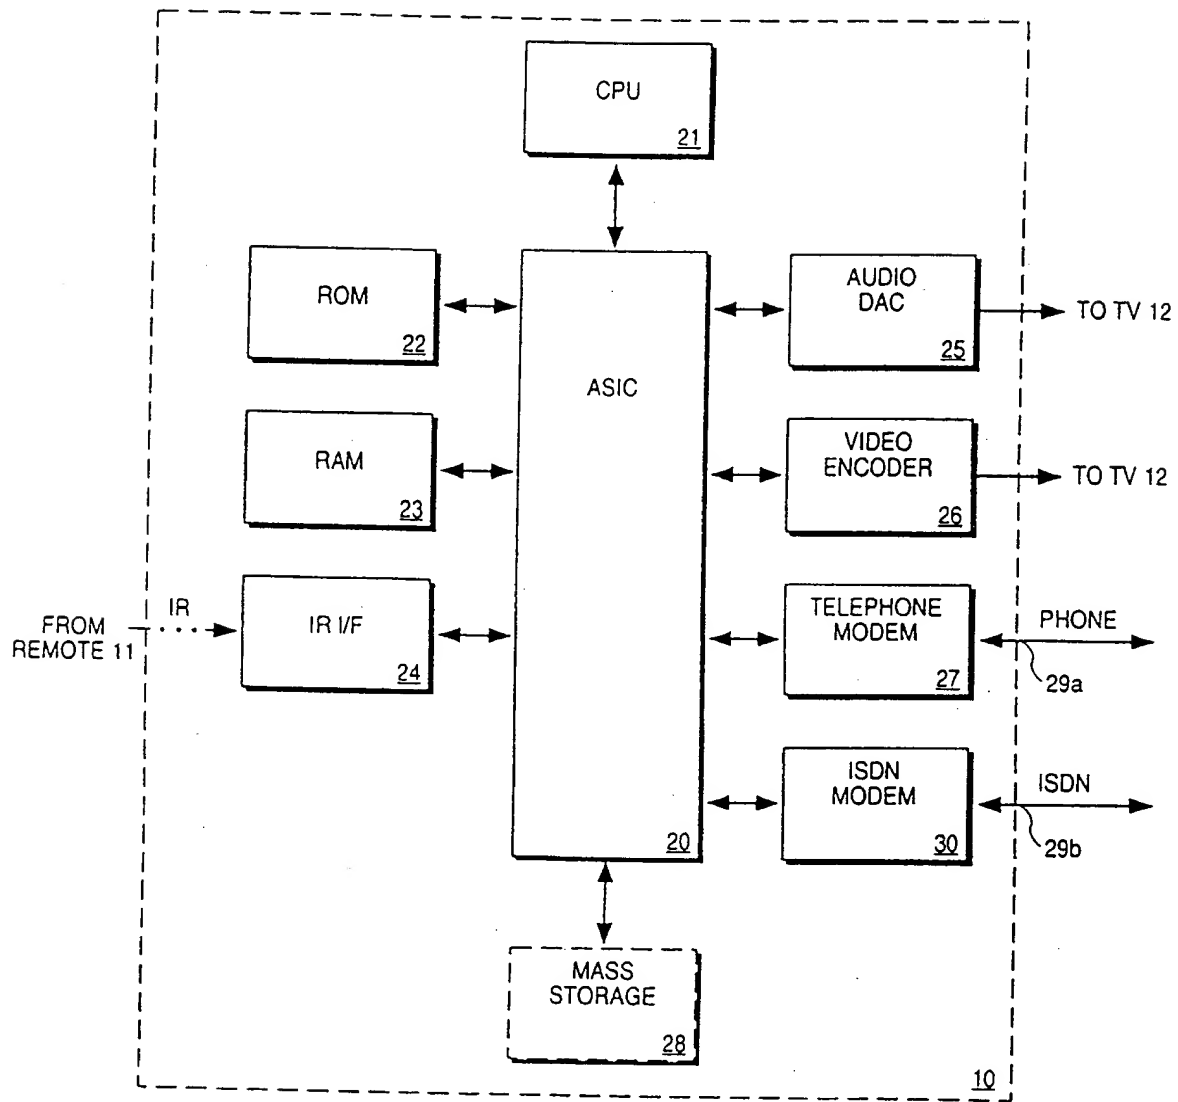 CPU
21
ROM
22
RAM
23
FROM
REMOTE 11
IR
IR I/F
24
ASIC
20
AUDIO
DAC
25
TO TV 12
VIDEO
ENCODER
26
TO TV 12
TELEPHONE
MODEM
27
PHONE
29a
ISDN
MODEM
30
ISDN
29b
MASS
STORAGE
28
10